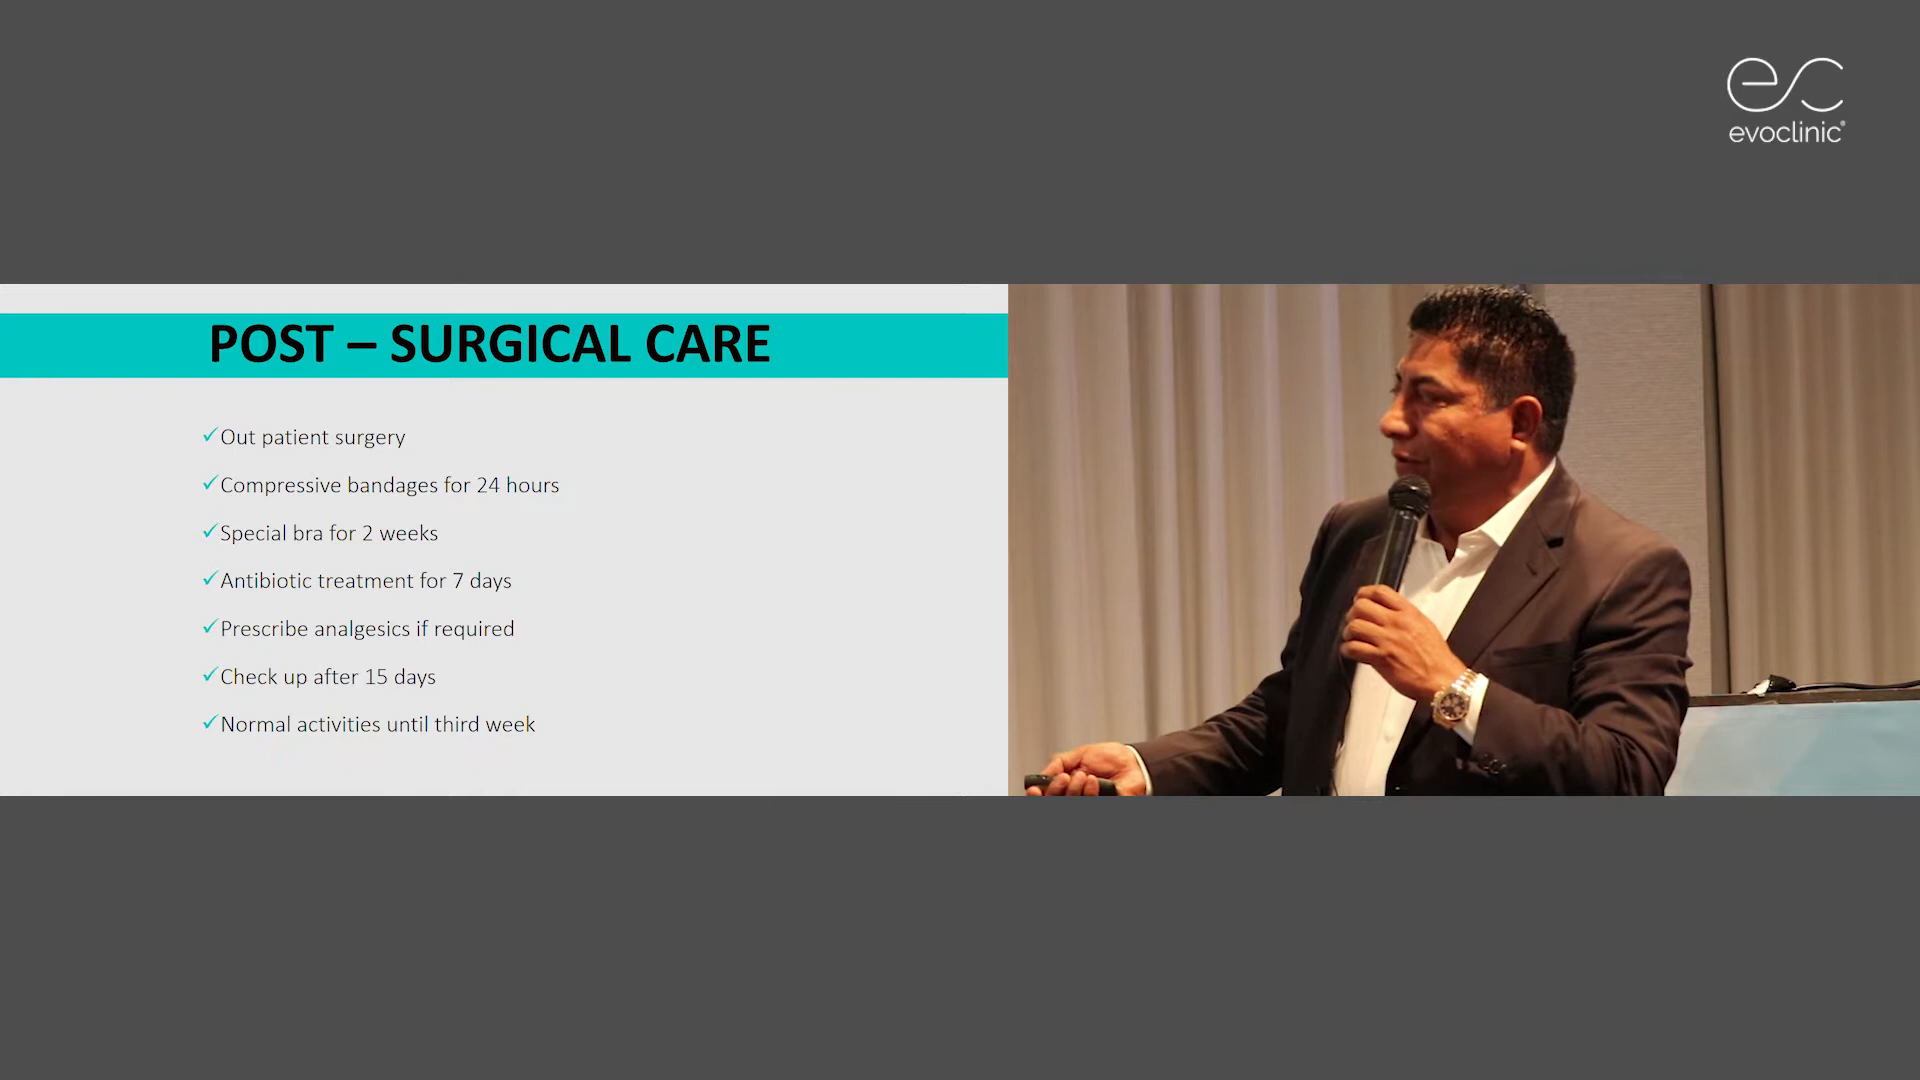 ec
evoclinic®
POST – SURGICAL CARE
✓Out patient surgery
✓Compressive bandages for 24 hours
✓Special bra for 2 weeks
✓Antibiotic treatment for 7 days
✓Prescribe analgesics if required
✓Check up after 15 days
✓Normal activities until third week